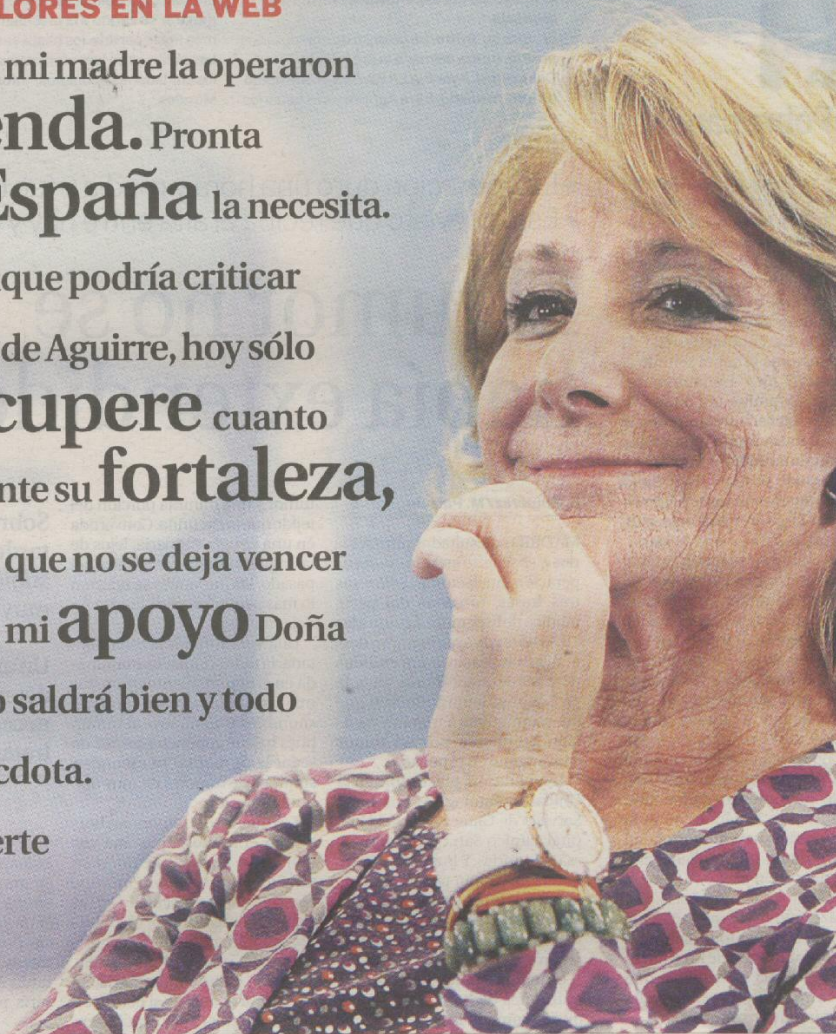 LORES EN LA WEB
mi madre la operaron
enda. Pronta
España la necesita.
que podría criticar
de Aguirre, hoy sólo
cupere cuanto
nte su fortaleza,
que no se deja vencer
mi apoyo Doña
o saldrá bien y todo
cdota.
erte